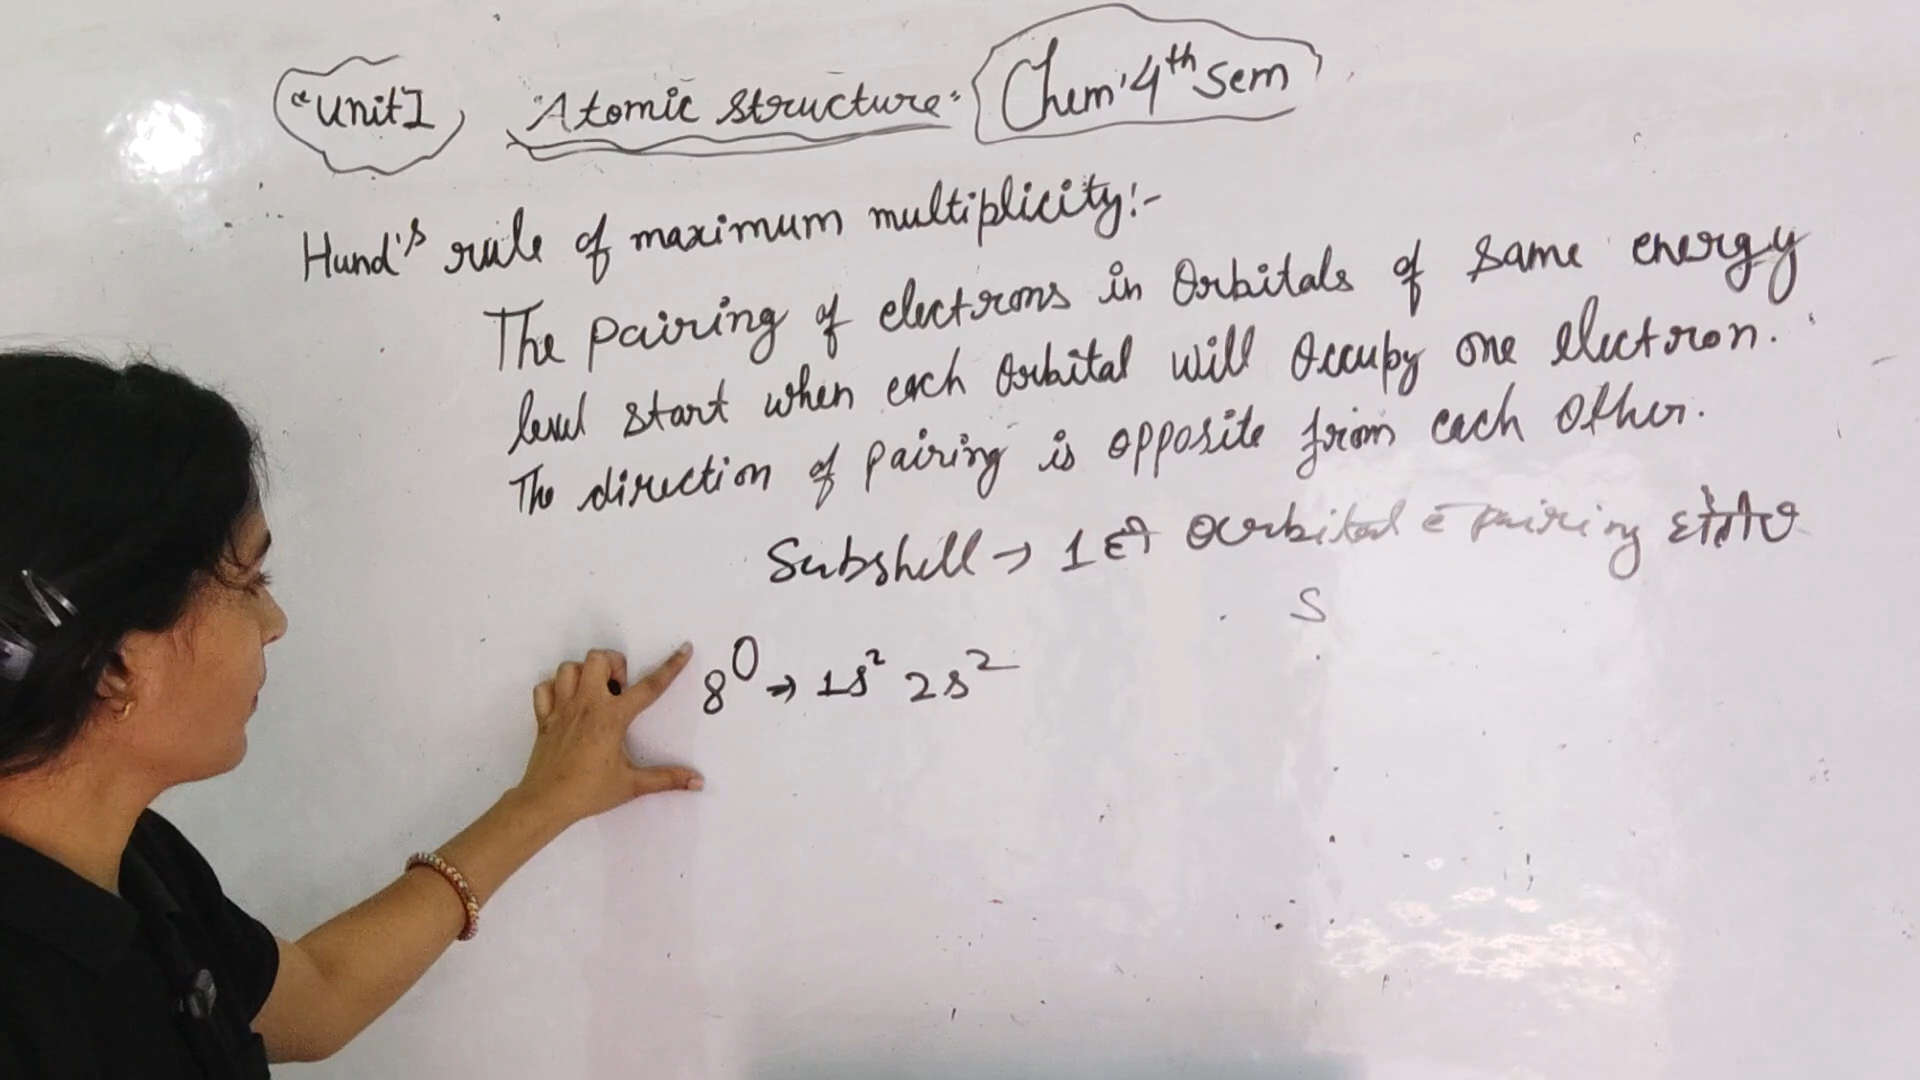 "Unit I Atomic structure" Chem. 4th Sem
Hund's rule of maximum multiplicity:-
The pairing of electrons in orbitals of same energy
level start when each orbital will occupy one electron.
The direction of pairing is opposite from each other.
Subshell → 1 ही orbital pairing
S
8O → 1s² 2s²